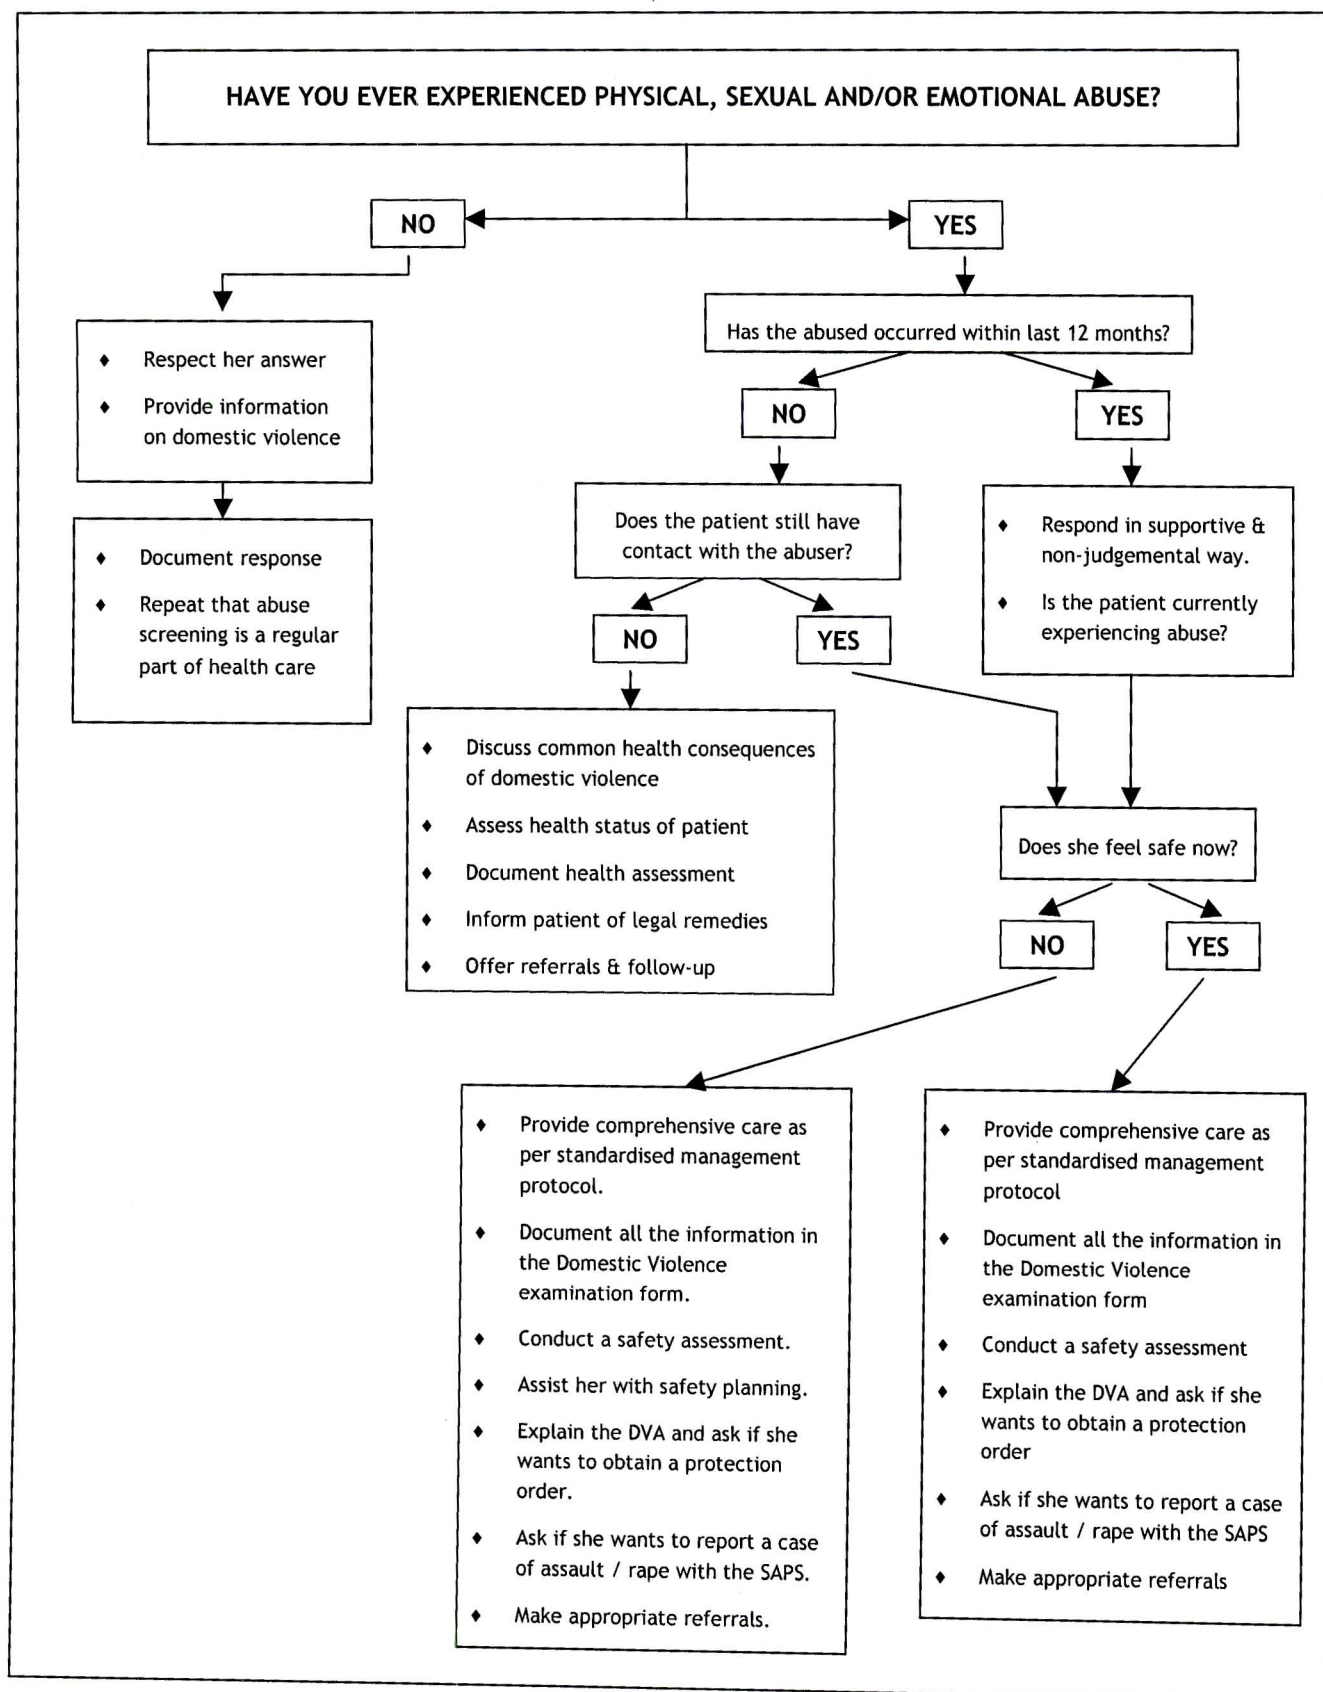 HAVE YOU EVER EXPERIENCED PHYSICAL, SEXUAL AND/OR EMOTIONAL ABUSE?
NO
YES
♦ Respect her answer
♦ Provide information
on domestic violence
♦ Document response
♦ Repeat that abuse
screening is a regular
part of health care
Has the abused occurred within last 12 months?
NO
YES
Does the patient still have
contact with the abuser?
♦ Respond in supportive &
non-judgemental way.
♦ Is the patient currently
experiencing abuse?
NO
YES
♦ Discuss common health consequences
of domestic violence
♦ Assess health status of patient
♦ Document health assessment
♦ Inform patient of legal remedies
♦ Offer referrals & follow-up
Does she feel safe now?
NO
YES
♦ Provide comprehensive care as
per standardised management
protocol.
♦ Document all the information in
the Domestic Violence
examination form.
♦ Conduct a safety assessment.
♦ Assist her with safety planning.
♦ Explain the DVA and ask if she
wants to obtain a protection
order.
♦ Ask if she wants to report a case
of assault / rape with the SAPS.
♦ Make appropriate referrals.
♦ Provide comprehensive care as
per standardised management
protocol
♦ Document all the information in
the Domestic Violence
examination form
♦ Conduct a safety assessment
♦ Explain the DVA and ask if she
wants to obtain a protection
order
♦ Ask if she wants to report a case
of assault / rape with the SAPS
♦ Make appropriate referrals